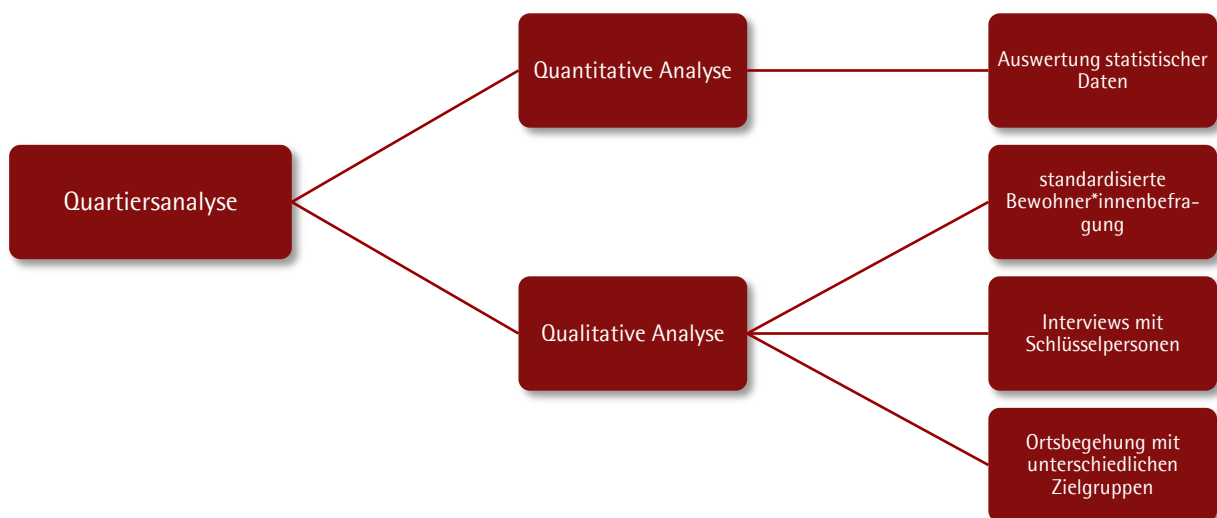 Quartiersanalyse
Quantitative Analyse
Auswertung statistischer
Daten
Qualitative Analyse
standardisierte
Bewohner*innenbefra-
gung
Interviews mit
Schlüsselpersonen
Ortsbegehung mit
unterschiedlichen
Zielgruppen